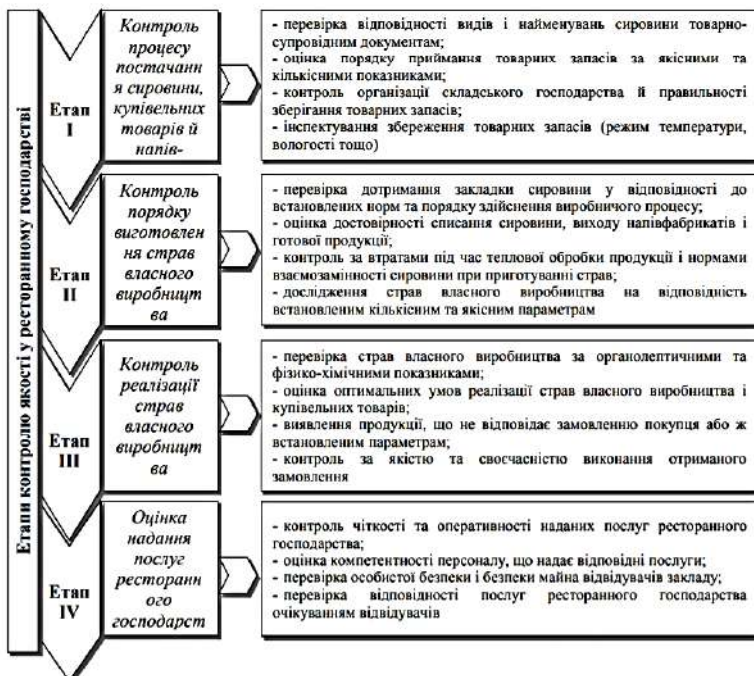 Етапи контролю якості у ресторанному господарстві
Етап
I
Контроль
процесу
постачанн
я сировини,
купівельних
товарів й
напів-
- перевірка відповідності видів і найменувань сировини товарно-
супровідним документам;
- оцінка порядку приймання товарних запасів за якісними та
кількісними показниками;
- контроль організації складського господарства й правильності
зберігання товарних запасів;
- інспектування збереження товарних запасів (режим температури,
вологості тощо)
Етап
II
Контроль
порядку
виготовлен
ня страв
власного
виробницт
ва
- перевірка дотримання закладки сировини у відповідності до
встановлених норм та порядку здійснення виробничого процесу;
- оцінка достовірності списання сировини, виходу напівфабрикатів і
готової продукції;
- контроль за втратами під час теплової обробки продукції і нормами
взаємозамінності сировини при приготуванні страв;
- дослідження страв власного виробництва на відповідність
встановленим кількісним та якісним параметрам
Етап
III
Контроль
реалізації
страв
власного
виробницт
ва
- перевірка страв власного виробництва за органолептичними та
фізико-хімічними показниками;
- оцінка оптимальних умов реалізації страв власного виробництва і
купівельних товарів;
- виявлення продукції, що не відповідає замовленню покупця або ж
встановленим параметрам;
- контроль за якістю та своєчасністю виконання отриманого
замовлення
Етап
IV
Оцінка
надання
послуг
ресторанн
ого
господарст
- контроль чіткості та оперативності наданих послуг ресторанного
господарства;
- оцінка компетентності персоналу, що надає відповідні послуги;
- перевірка особистої безпеки і безпеки майна відвідувачів закладу;
- перевірка відповідності послуг ресторанного господарства
очікуванням відвідувачів